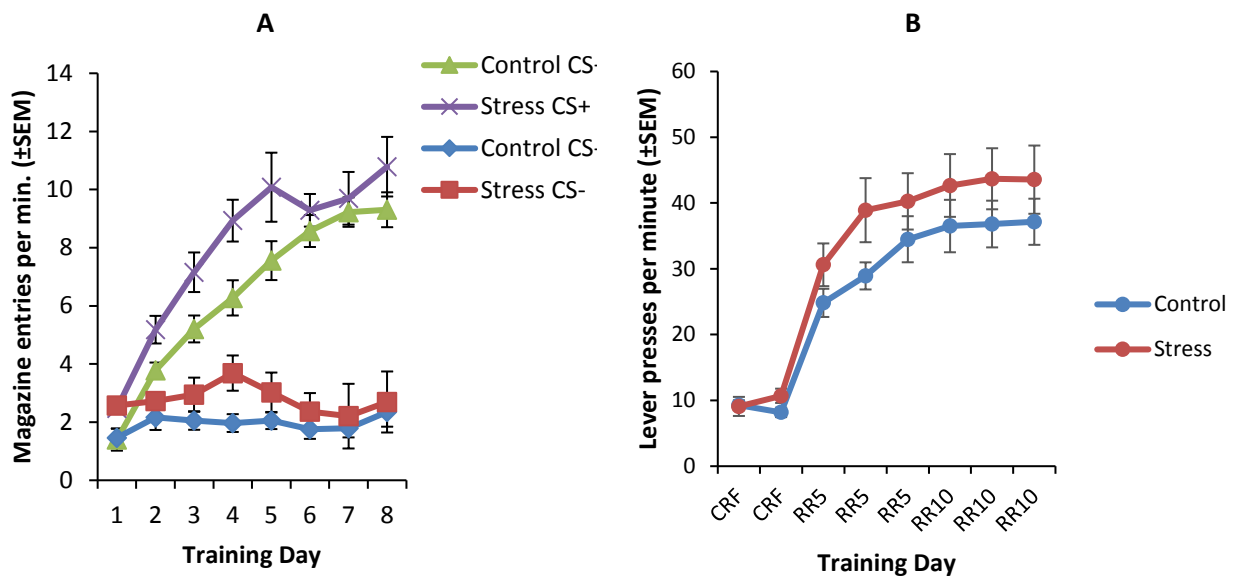 A
Magazine entries per min. (±SEM)
14
12
10
8
6
4
2
0
1 2 3 4 5 6 7 8
Training Day
Control CS-
Stress CS+
Control CS-
Stress CS-
B
Lever presses per minute (±SEM)
60
50
40
30
20
10
0
CRF CRF RR5 RR5 RR5 RR10 RR10 RR10
Training Day
Control
Stress